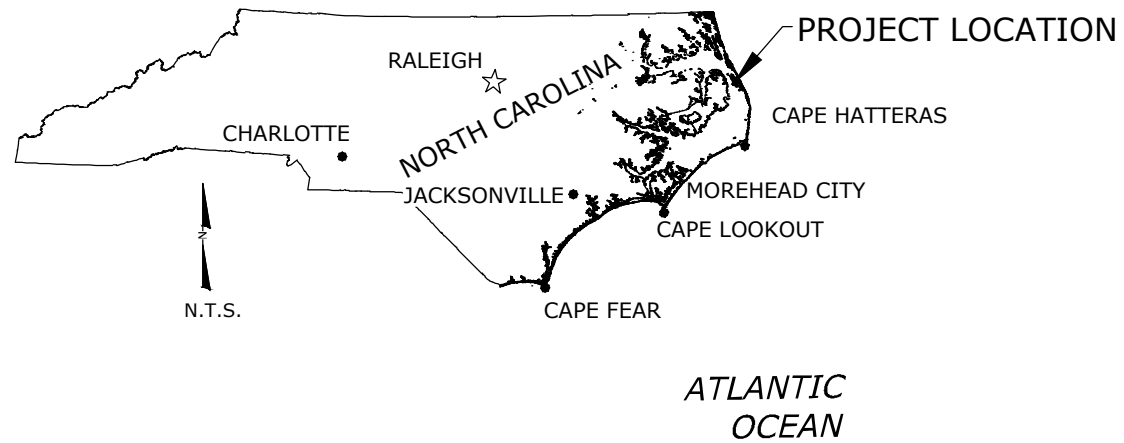 PROJECT LOCATION
RALEIGH
NORTH CAROLINA
CAPE HATTERAS
CHARLOTTE
JACKSONVILLE
MOREHEAD CITY
CAPE LOOKOUT
N
N.T.S.
CAPE FEAR
ATLANTIC
OCEAN